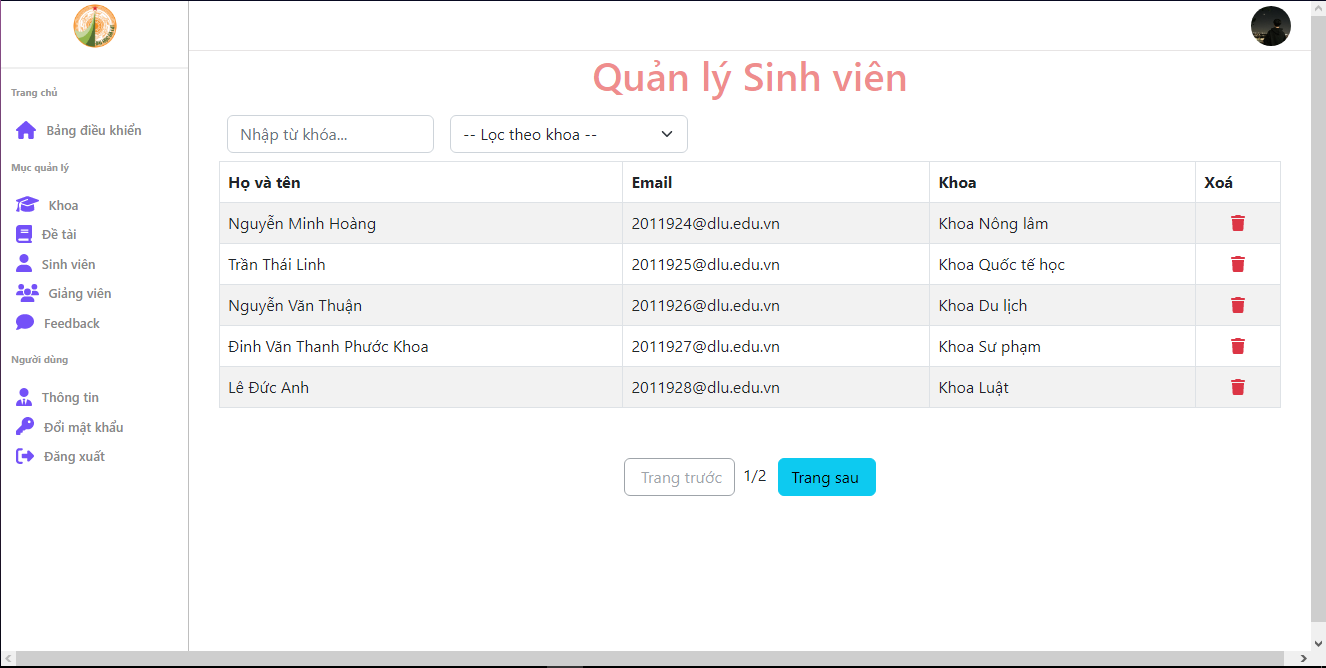 Trang chủ
Bảng điều khiển
Mục quản lý
Khoa
Đề tài
Sinh viên
Giảng viên
Feedback
Người dùng
Thông tin
Đổi mật khẩu
Đăng xuất
Quản lý Sinh viên
Nhập từ khóa... -- Lọc theo khoa --
Họ và tên Email Khoa Xoá
Nguyễn Minh Hoàng 2011924@dlu.edu.vn Khoa Nông lâm
Trần Thái Linh 2011925@dlu.edu.vn Khoa Quốc tế học
Nguyễn Văn Thuận 2011926@dlu.edu.vn Khoa Du lịch
Đinh Văn Thanh Phước Khoa 2011927@dlu.edu.vn Khoa Sư phạm
Lê Đức Anh 2011928@dlu.edu.vn Khoa Luật
Trang trước 1/2 Trang sau